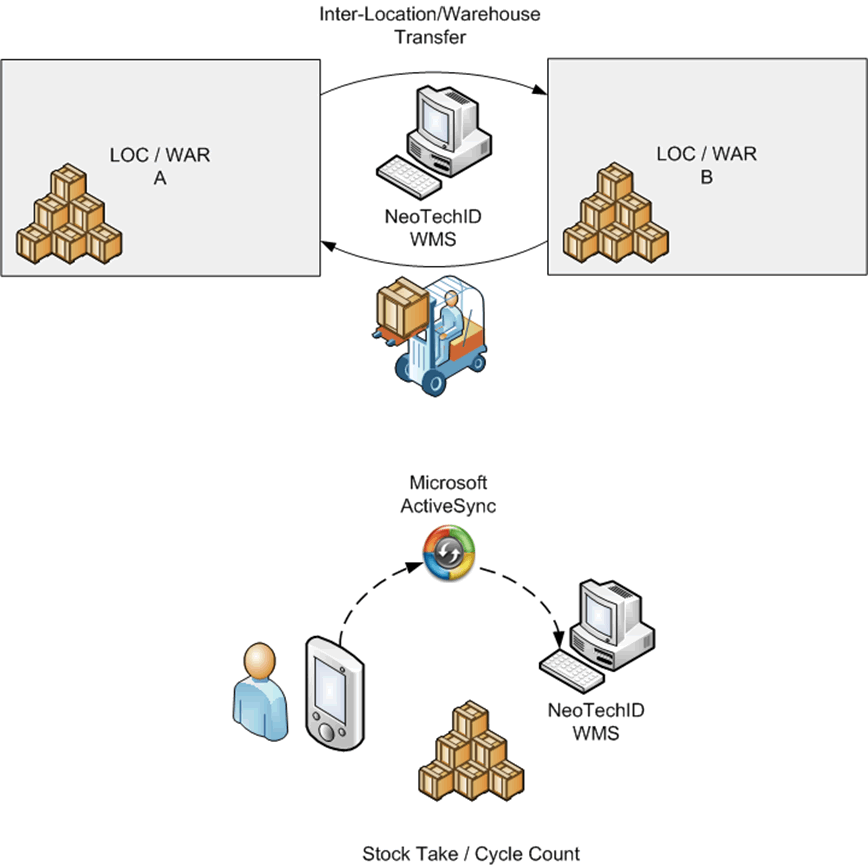 Inter-Location/Warehouse
Transfer
LOC / WAR
A
LOC / WAR
B
NeoTechID
WMS
Microsoft
ActiveSync
NeoTechID
WMS
Stock Take / Cycle Count